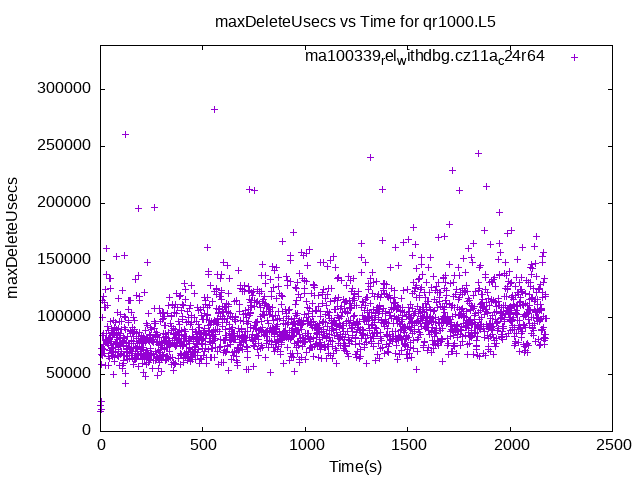 maxDeleteUsecs vs Time for qr1000.L5
ma100339relwithdbg.cz11ac24r64
300000
250000
200000
150000
100000
50000
0
maxDeleteUsecs
0 500 1000 1500 2000 2500
Time(s)